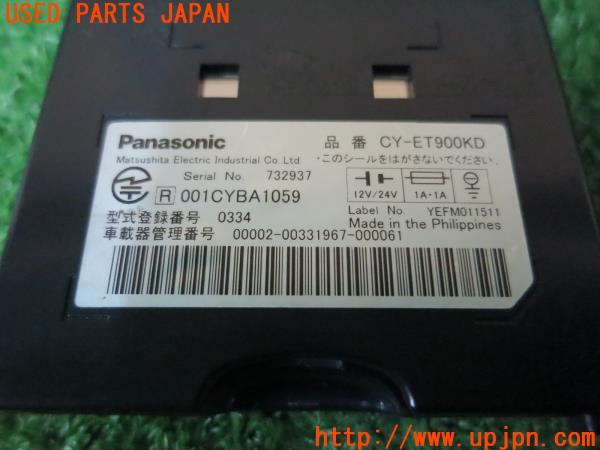 USED PARTS JAPAN
Panasonic 品番 CY-ET900KD
Matsushita Electric Industrial Co.,Ltd. ・このシールをはがさないでください。
Serial No. 732937
R 001CYBA1059 12V/24V 1A・1A
型式登録番号 0334 Label No. YEFM011511
車載器管理番号 00002-00331967-000061 Made in the Philippines
http://www.upjpn.com/